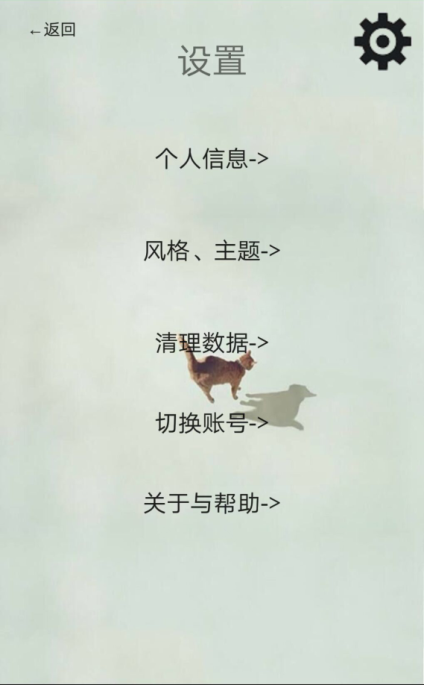 ←返回
设置
个人信息->
风格、主题->
清理数据->
切换账号->
关于与帮助->